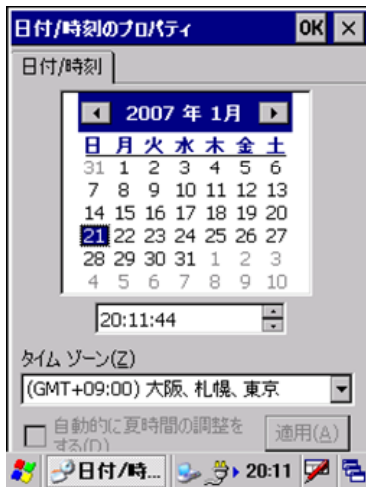 日付/時刻のプロパティ OK ×
日付/時刻
2007 年 1月
日 月 火 水 木 金 土
31 1 2 3 4 5 6
7 8 9 10 11 12 13
14 15 16 17 18 19 20
21 22 23 24 25 26 27
28 29 30 31 1 2 3
4 5 6 7 8 9 10
20:11:44
タイム ゾーン(Z)
(GMT+09:00) 大阪、札幌、東京
自動的に夏時間の調整を
する(D)
適用(A)
日付/時... 20:11